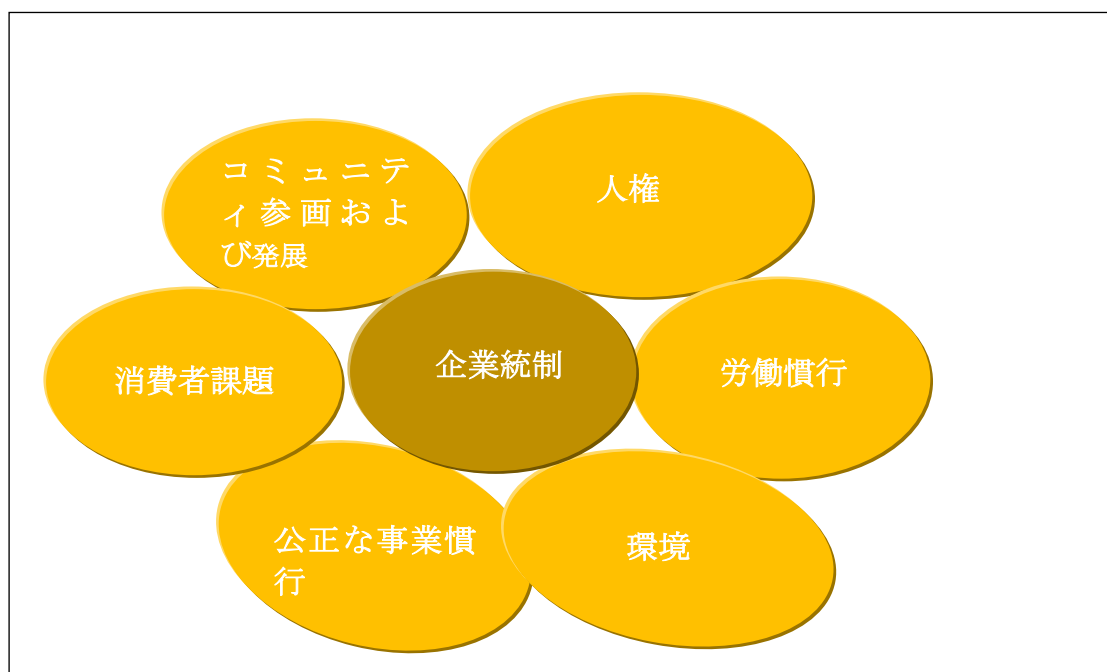 コミュニテ
ィ参画およ
び発展
人権
企業統制
消費者課題
労働慣行
公正な事業慣
行
環境